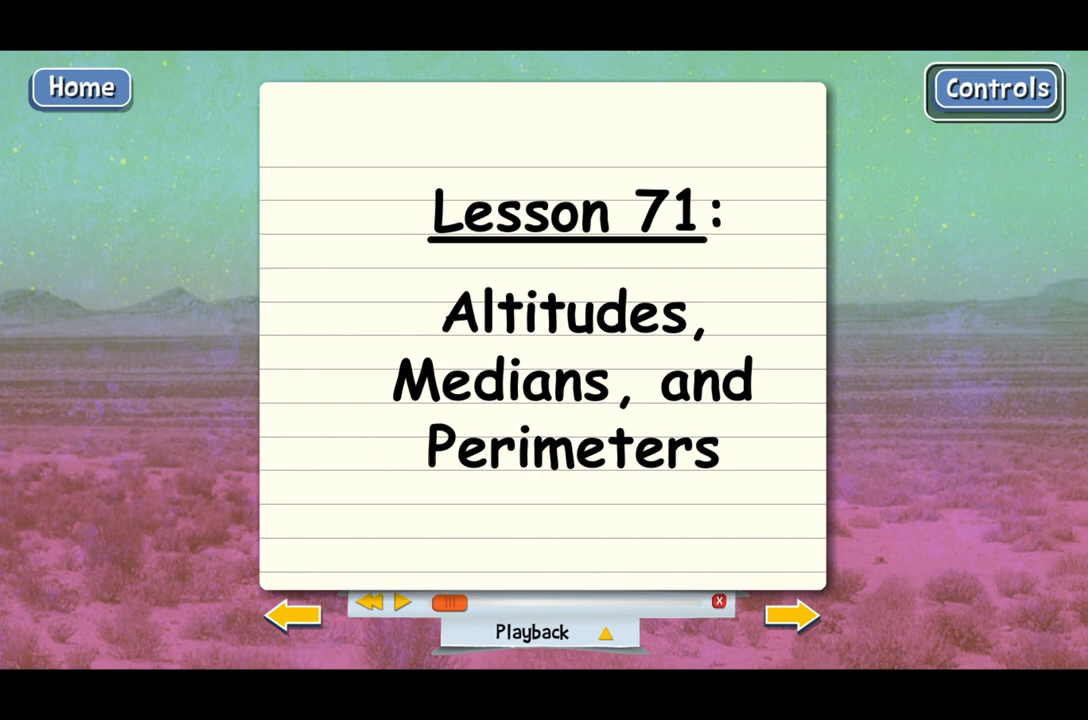 Home
Controls
Lesson 71:
Altitudes,
Medians, and
Perimeters
X
Playback